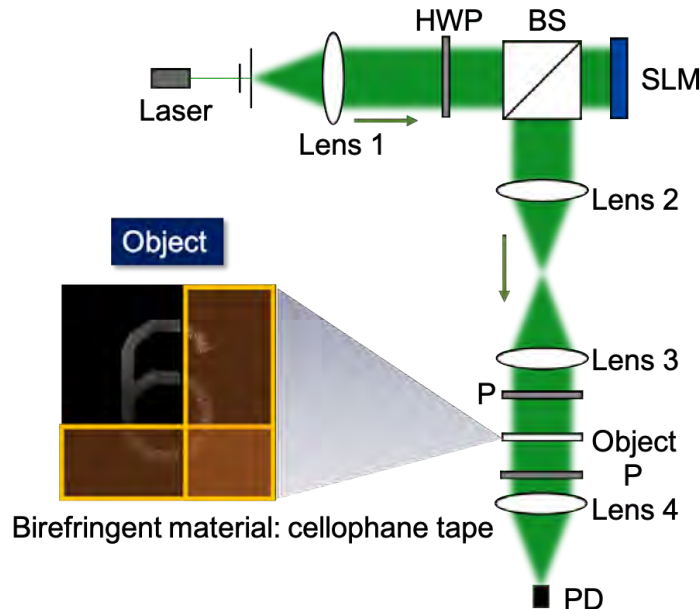 HWP
BS
SLM
Laser
Lens 1
Lens 2
Object
6
Lens 3
P
Object
P
Lens 4
Birefringent material: cellophane tape
PD